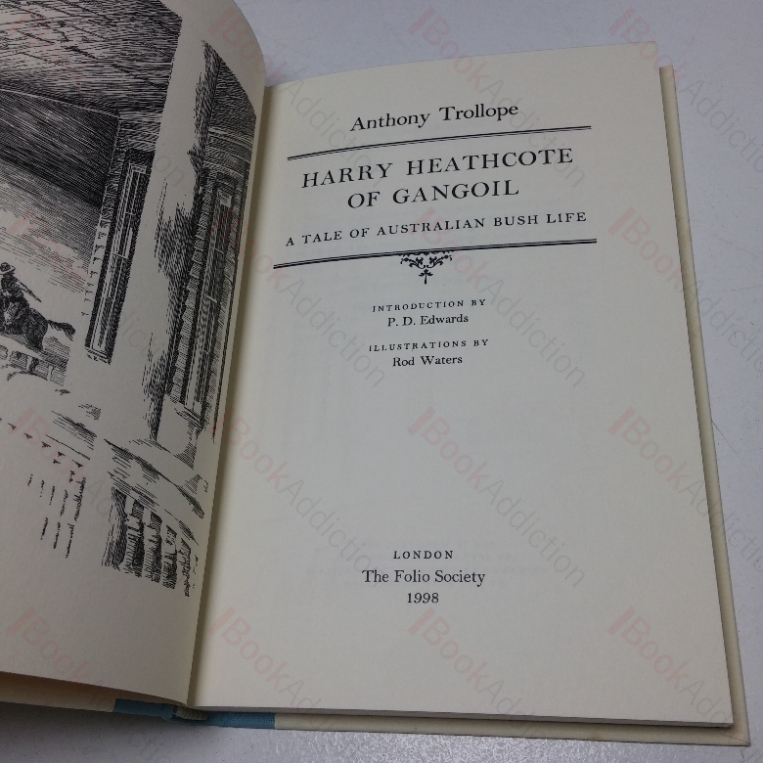 Anthony Trollope
HARRY HEATHCOTE
OF GANGOIL
A TALE OF AUSTRALIAN BUSH LIFE
INTRODUCTION BY
P. D. Edwards
ILLUSTRATIONS BY
Rod Waters
LONDON
The Folio Society
1998
BookAddiction